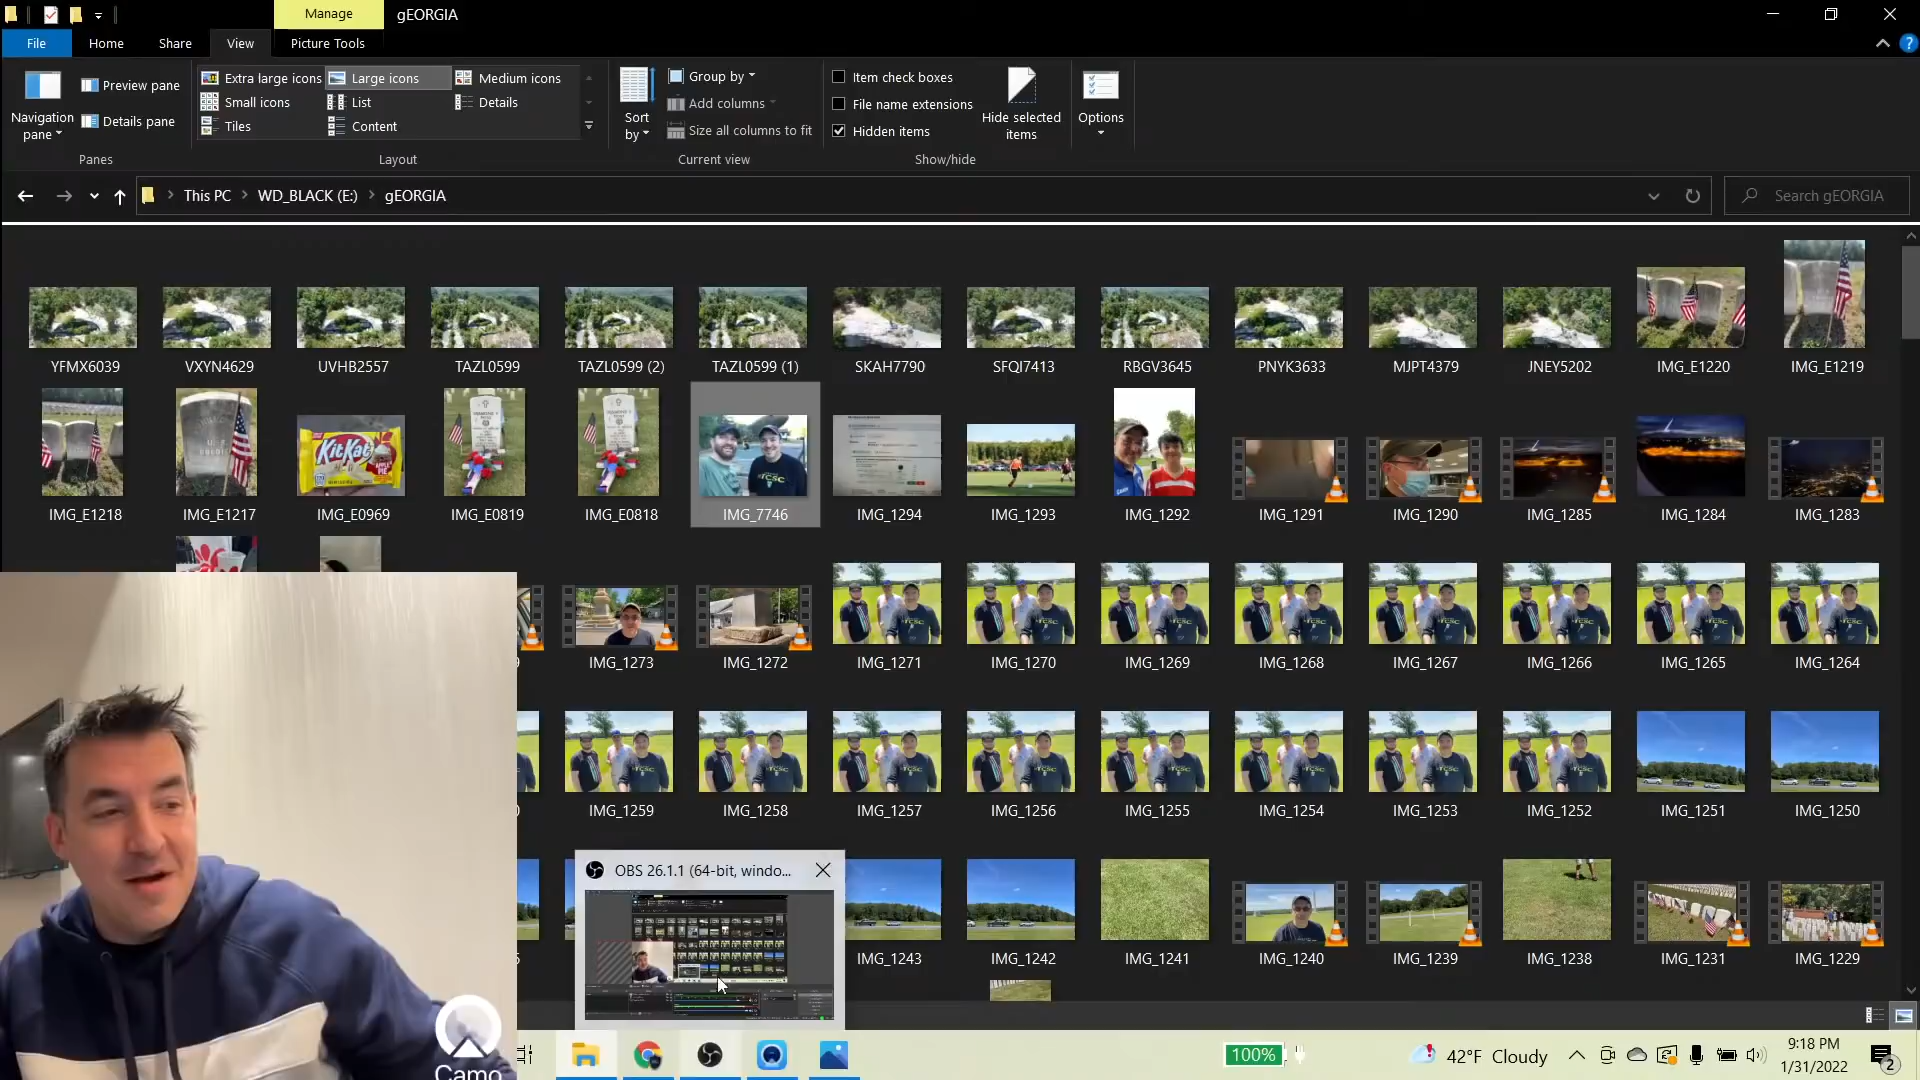 Manage
gEORGIA
File
Home
Share
View
Picture Tools
Navigation pane
Preview pane
Details pane
Panes
Extra large icons
Large icons
Medium icons
Small icons
List
Details
Tiles
Content
Layout
Sort by
Group by
Add columns
Size all columns to fit
Current view
Item check boxes
File name extensions
Hidden items
Hide selected items
Show/hide
Options
This PC
WD_BLACK (E:)
gEORGIA
Search gEORGIA
YFMX6039
VXYN4629
UVHB2557
TAZL0599
TAZL0599 (2)
TAZL0599 (1)
SKAH7790
SFQI7413
RBGV3645
PNYK3633
MJPT4379
JNEY5202
IMG_E1220
IMG_E1219
KitKat
IMG_E1218
IMG_E1217
IMG_E0969
IMG_E0819
IMG_E0818
IMG_7746
IMG_1294
IMG_1293
IMG_1292
IMG_1291
IMG_1290
IMG_1285
IMG_1284
IMG_1283
IMG_1273
IMG_1272
IMG_1271
IMG_1270
IMG_1269
IMG_1268
IMG_1267
IMG_1266
IMG_1265
IMG_1264
IMG_1259
IMG_1258
IMG_1257
IMG_1256
IMG_1255
IMG_1254
IMG_1253
IMG_1252
IMG_1251
IMG_1250
OBS 26.1.1 (64-bit, windo...
IMG_1243
IMG_1242
IMG_1241
IMG_1240
IMG_1239
IMG_1238
IMG_1231
IMG_1229
Camo
100%
42°F Cloudy
9:18 PM
1/31/2022
2